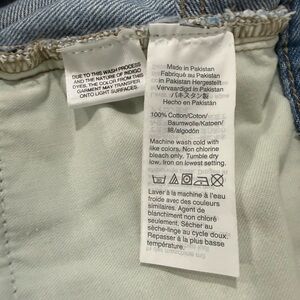 DUE TO THIS WASH PROCESS
AND THE NATURE OF INDIGO
DYES, THE COLOR FROM THIS
GARMENT MAY TRANSFER
ONTO LIGHT SURFACES.
Made in Pakistan
Fabriqué au Pakistan
In Pakistan Hergestelt
Vervaardigd in Pakistan
パキスタン製
Hecho en Pakistán
100% Cotton/Coton/
Baumwolle/Katoen/
綿/algodón
Machine wash cold with
like colors. Non chlorine
bleach only. Tumble dry
low. Iron on lowest setting.
Laver à la machine à l'eau
froide avec de couleurs
similaires. Agent de
blanchiment non chloré
seulement. Sécher au
sèche-linge au cycle doux.
Repasser à la plus basse
température.